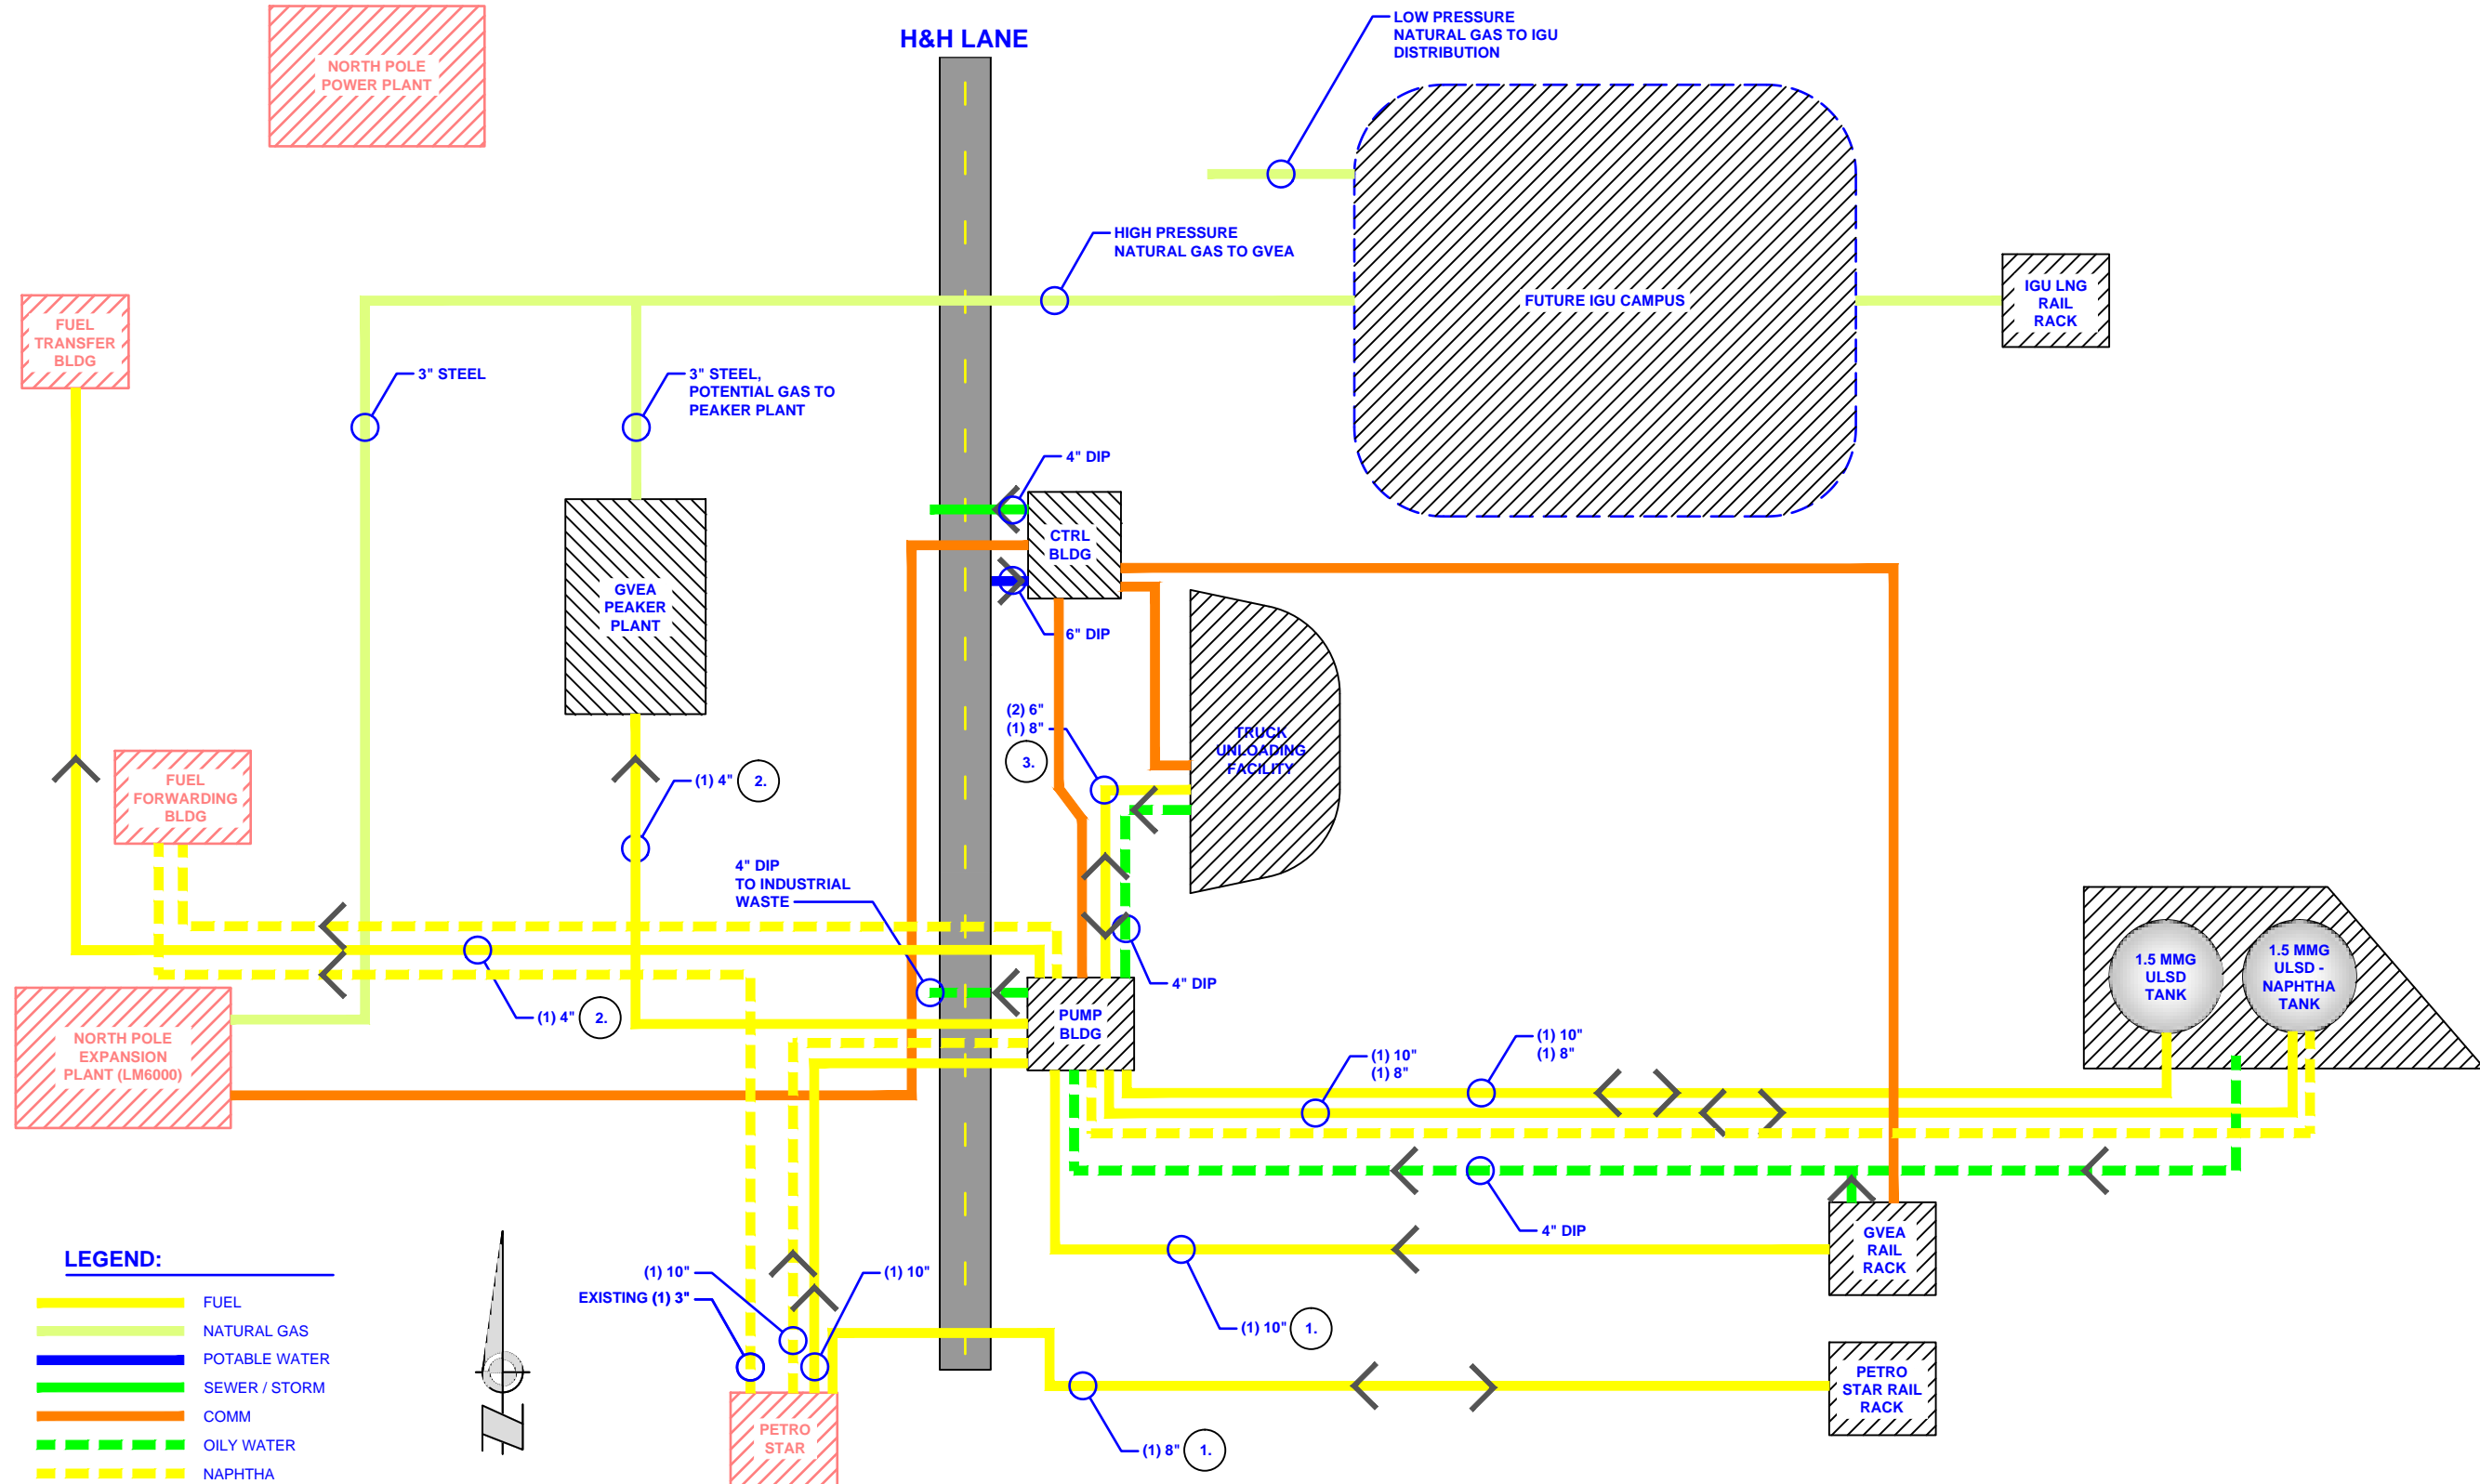 H&H LANE
LOW PRESSURE
NATURAL GAS TO IGU
DISTRIBUTION
NORTH POLE
POWER PLANT
HIGH PRESSURE
NATURAL GAS TO GVEA
FUTURE IGU CAMPUS
IGU LNG
RAIL
RACK
FUEL
TRANSFER
BLDG
3" STEEL
3" STEEL,
POTENTIAL GAS TO
PEAKER PLANT
4" DIP
CTRL
BLDG
6" DIP
GVEA
PEAKER
PLANT
(2) 6"
(1) 8"
3.
TRUCK
UNLOADING
FACILITY
FUEL
FORWARDING
BLDG
(1) 4" 2.
4" DIP
TO INDUSTRIAL
WASTE
4" DIP
1.5 MMG
ULSD
TANK
1.5 MMG
ULSD -
NAPHTHA
TANK
(1) 4" 2.
PUMP
BLDG
NORTH POLE
EXPANSION
PLANT (LM6000)
(1) 10"
(1) 8"
(1) 10"
(1) 8"
4" DIP
GVEA
RAIL
RACK
(1) 10"
EXISTING (1) 3"
(1) 10"
(1) 10" 1.
PETRO
STAR RAIL
RACK
PETRO
STAR
(1) 8" 1.
LEGEND:
FUEL
NATURAL GAS
POTABLE WATER
SEWER / STORM
COMM
OILY WATER
NAPHTHA